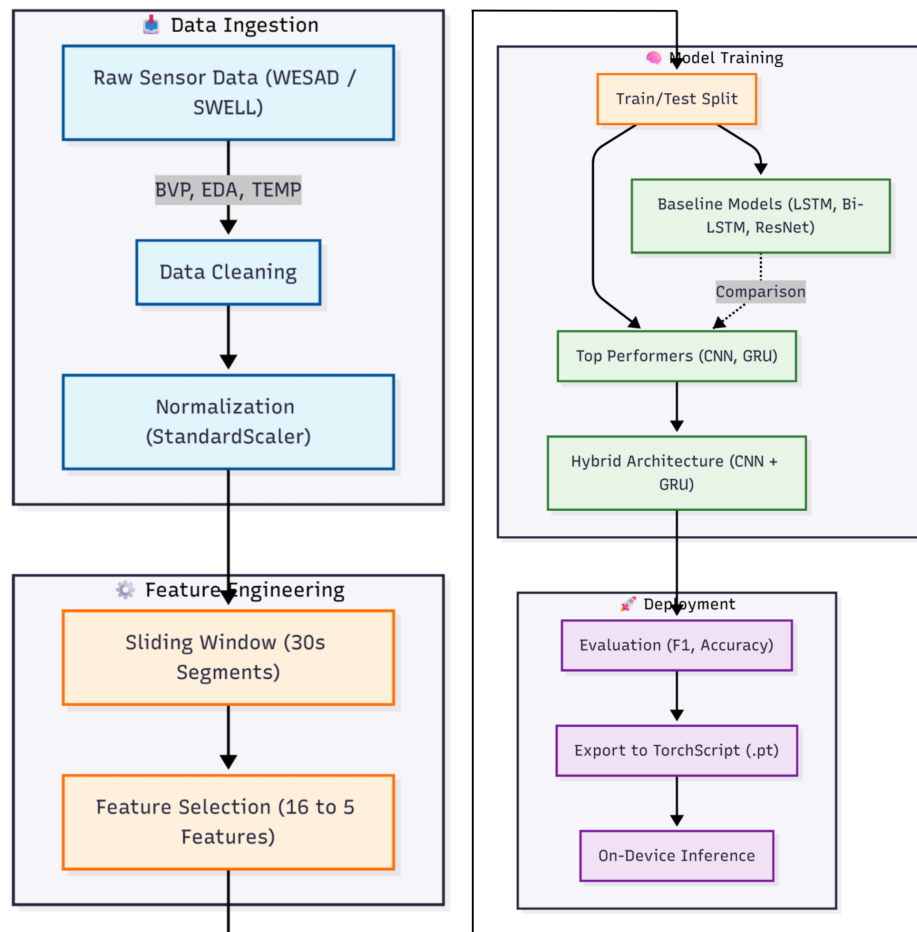 Data Ingestion
Raw Sensor Data (WESAD /
SWELL)
BVP, EDA, TEMP
Data Cleaning
Normalization
(StandardScaler)
Feature Engineering
Sliding Window (30s
Segments)
Feature Selection (16 to 5
Features)
Model Training
Train/Test Split
Baseline Models (LSTM, Bi-
LSTM, ResNet)
Comparison
Top Performers (CNN, GRU)
Hybrid Architecture (CNN +
GRU)
Deployment
Evaluation (F1, Accuracy)
Export to TorchScript (.pt)
On-Device Inference